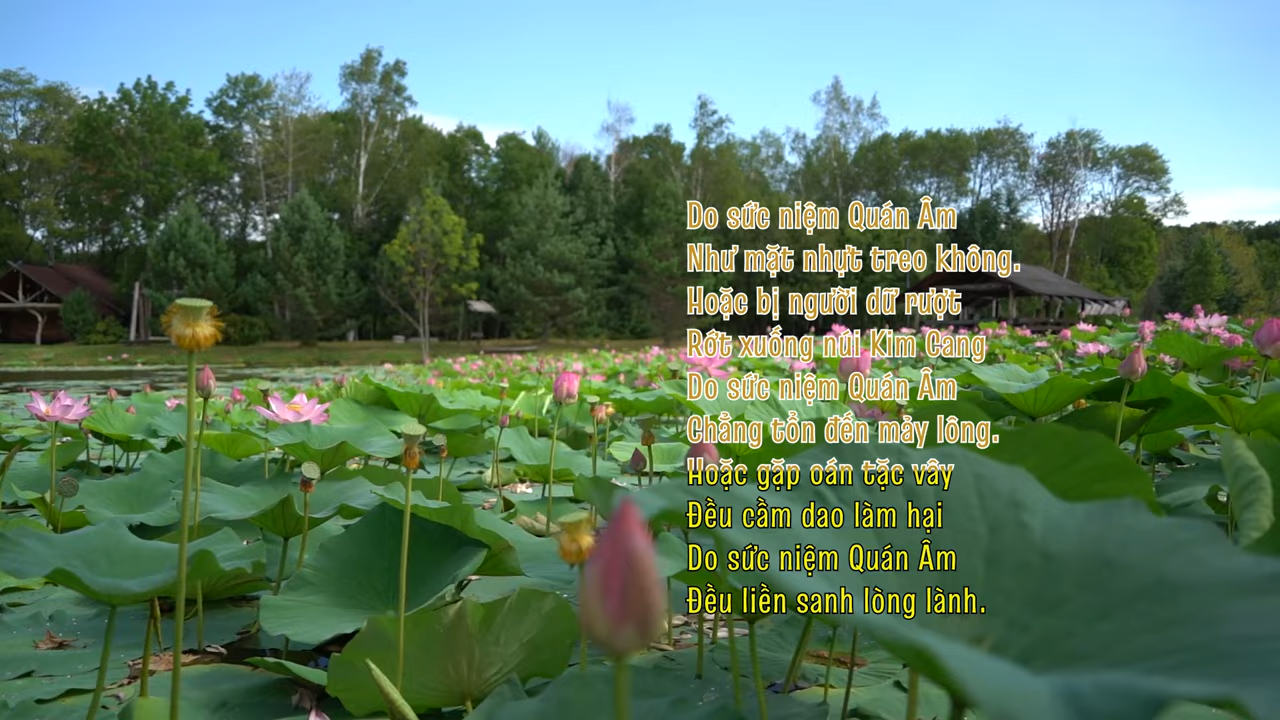 Do sức niệm Quán Âm
Như mặt nhựt treo không.
Hoặc bị người dữ rượt
Rớt xuống núi Kim Cang
Do sức niệm Quán Âm
Chẳng tổn đến mảy lông.
Hoặc gặp oán tặc vây
Đều cầm dao làm hại
Do sức niệm Quán Âm
Đều liền sanh lòng lành.